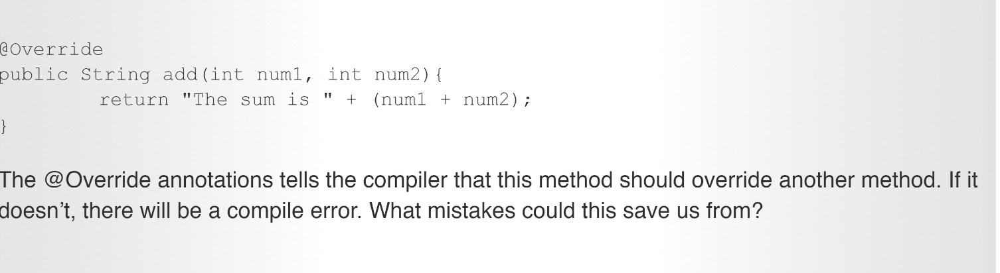 @Override
public String add(int num1, int num2){
return "The sum is " + (num1 + num2);
}
The @Override annotations tells the compiler that this method should override another method. If it
doesn’t, there will be a compile error. What mistakes could this save us from?